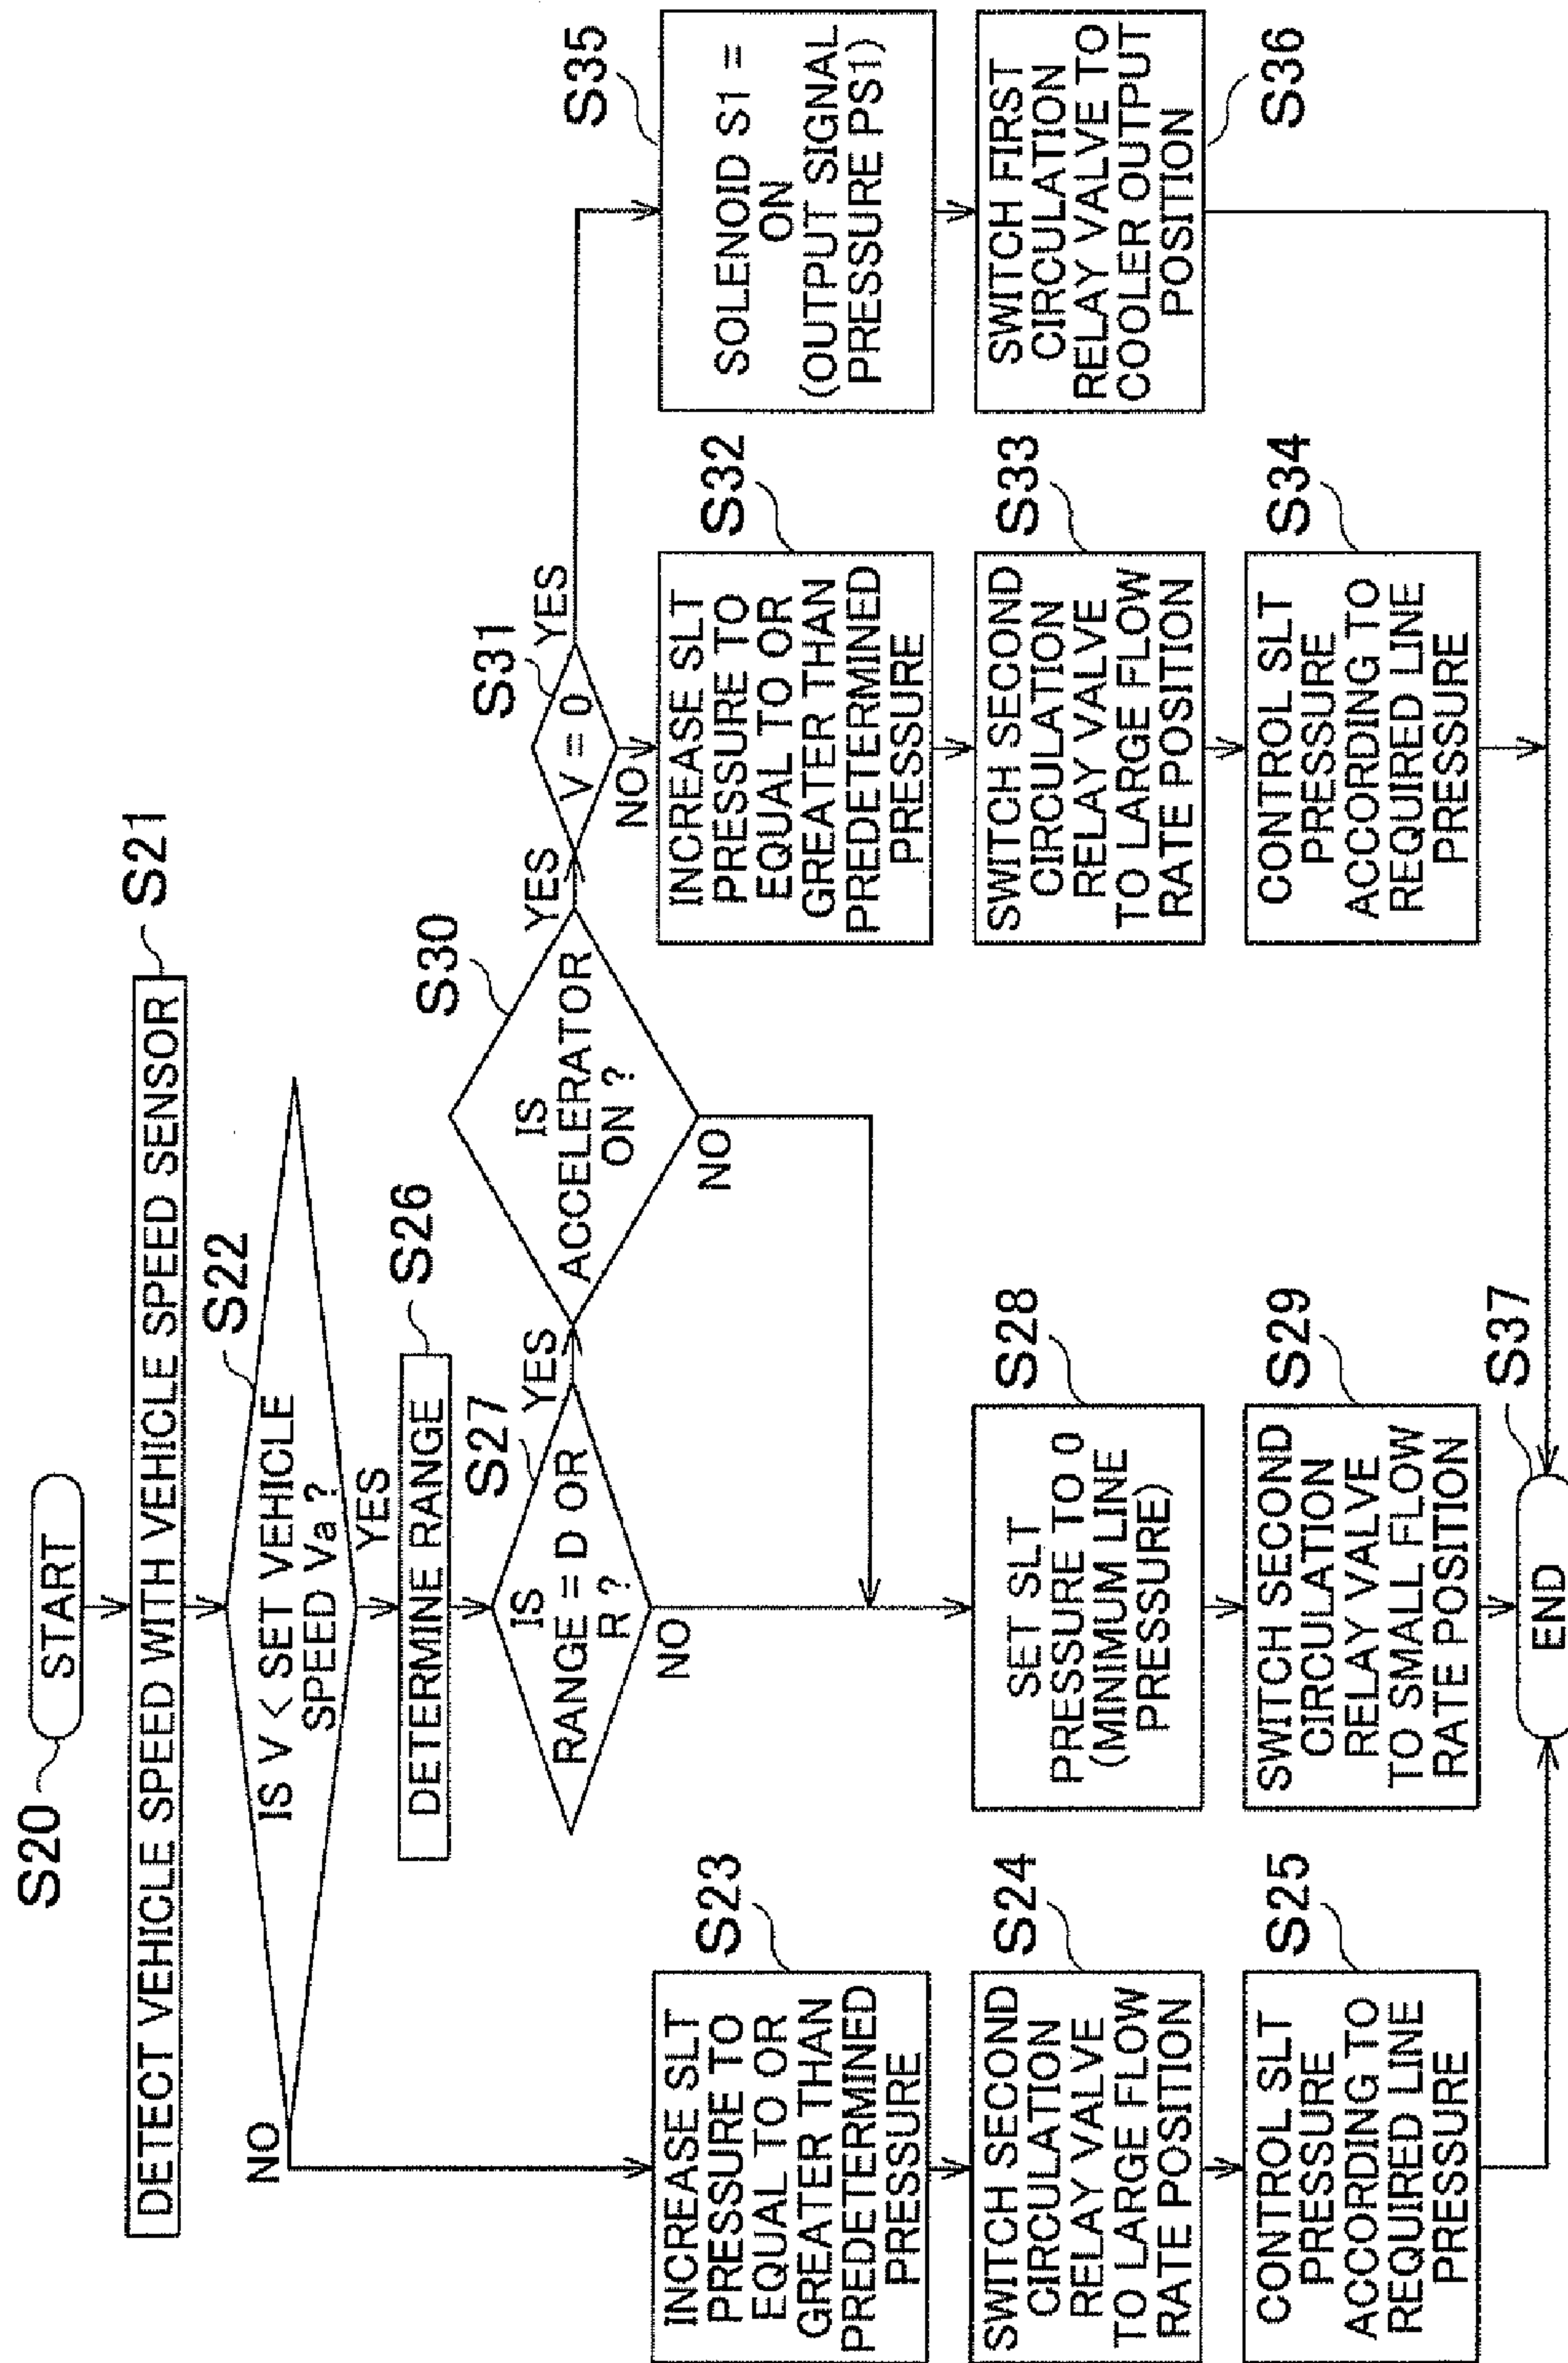 S20
START
DETECT VEHICLE SPEED WITH VEHICLE SPEED SENSOR
S21
S22
IS V < SET VEHICLE
SPEED Va ?
NO
YES
S26
DETERMINE RANGE
S27
IS
RANGE = D OR
R ?
YES
NO
S30
IS
ACCELERATOR
ON ?
YES
NO
S31
V = 0
YES
NO
S23
INCREASE SLT
PRESSURE TO
EQUAL TO OR
GREATER THAN
PREDETERMINED
PRESSURE
S24
SWITCH SECOND
CIRCULATION
RELAY VALVE
TO LARGE FLOW
RATE POSITION
S25
CONTROL SLT
PRESSURE
ACCORDING TO
REQUIRED LINE
PRESSURE
S28
SET SLT
PRESSURE TO 0
(MINIMUM LINE
PRESSURE)
S29
SWITCH SECOND
CIRCULATION
RELAY VALVE
TO SMALL FLOW
RATE POSITION
S32
INCREASE SLT
PRESSURE TO
EQUAL TO OR
GREATER THAN
PREDETERMINED
PRESSURE
S33
SWITCH SECOND
CIRCULATION
RELAY VALVE
TO LARGE FLOW
RATE POSITION
S34
CONTROL SLT
PRESSURE
ACCORDING TO
REQUIRED LINE
PRESSURE
S35
SOLENOID S1 =
ON
(OUTPUT SIGNAL
PRESSURE PS1)
SWITCH FIRST
CIRCULATION
RELAY VALVE TO
COOLER OUTPUT
POSITION
S36
S37
END